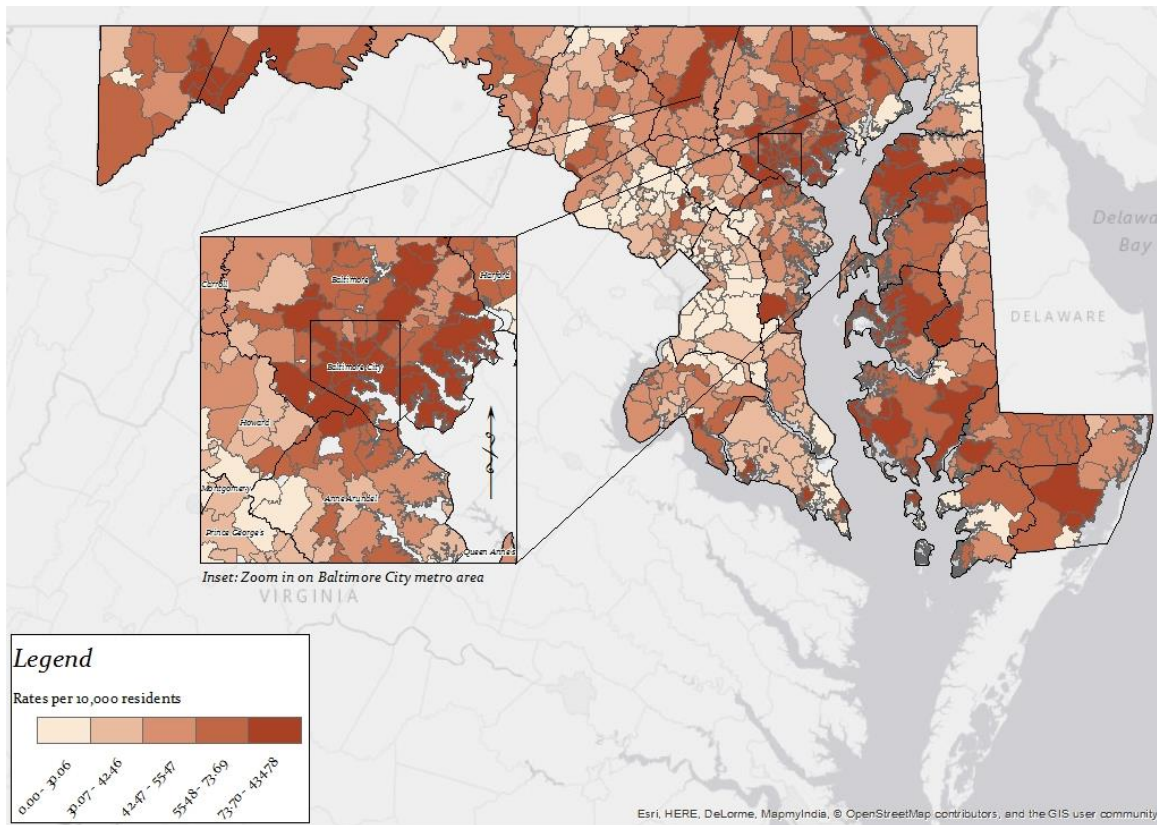 Delawa
Bay
DELAWARE
Carroll
Baltimore
Harford
Baltimore City
Howard
Montgomery
Anne Arundel
Prince George's
Queen Anne's
Inset: Zoom in on Baltimore City metro area
VIRGINIA
Legend
Rates per 10,000 residents
0.00 - 30.06
30.07 - 42.46
42.47 - 55.47
55.48 - 73.69
73.70 - 434.78
Esri, HERE, DeLorme, MapmyIndia, © OpenStreetMap contributors, and the GIS user community